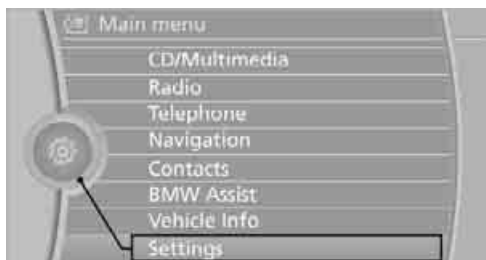 Main menu
CD/Multimedia
Radio
Telephone
Navigation
Contacts
BMW Assist
Vehicle Info
Settings